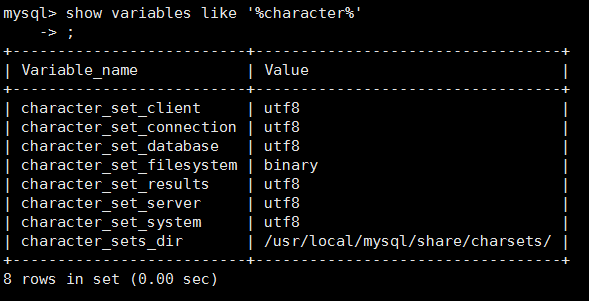 mysql> show variables like '%character%'
    -> ;
+--------------------------+----------------------------------+
| Variable_name            | Value                            |
+--------------------------+----------------------------------+
| character_set_client     | utf8                             |
| character_set_connection | utf8                             |
| character_set_database   | utf8                             |
| character_set_filesystem | binary                           |
| character_set_results    | utf8                             |
| character_set_server     | utf8                             |
| character_set_system     | utf8                             |
| character_sets_dir       | /usr/local/mysql/share/charsets/ |
+--------------------------+----------------------------------+
8 rows in set (0.00 sec)